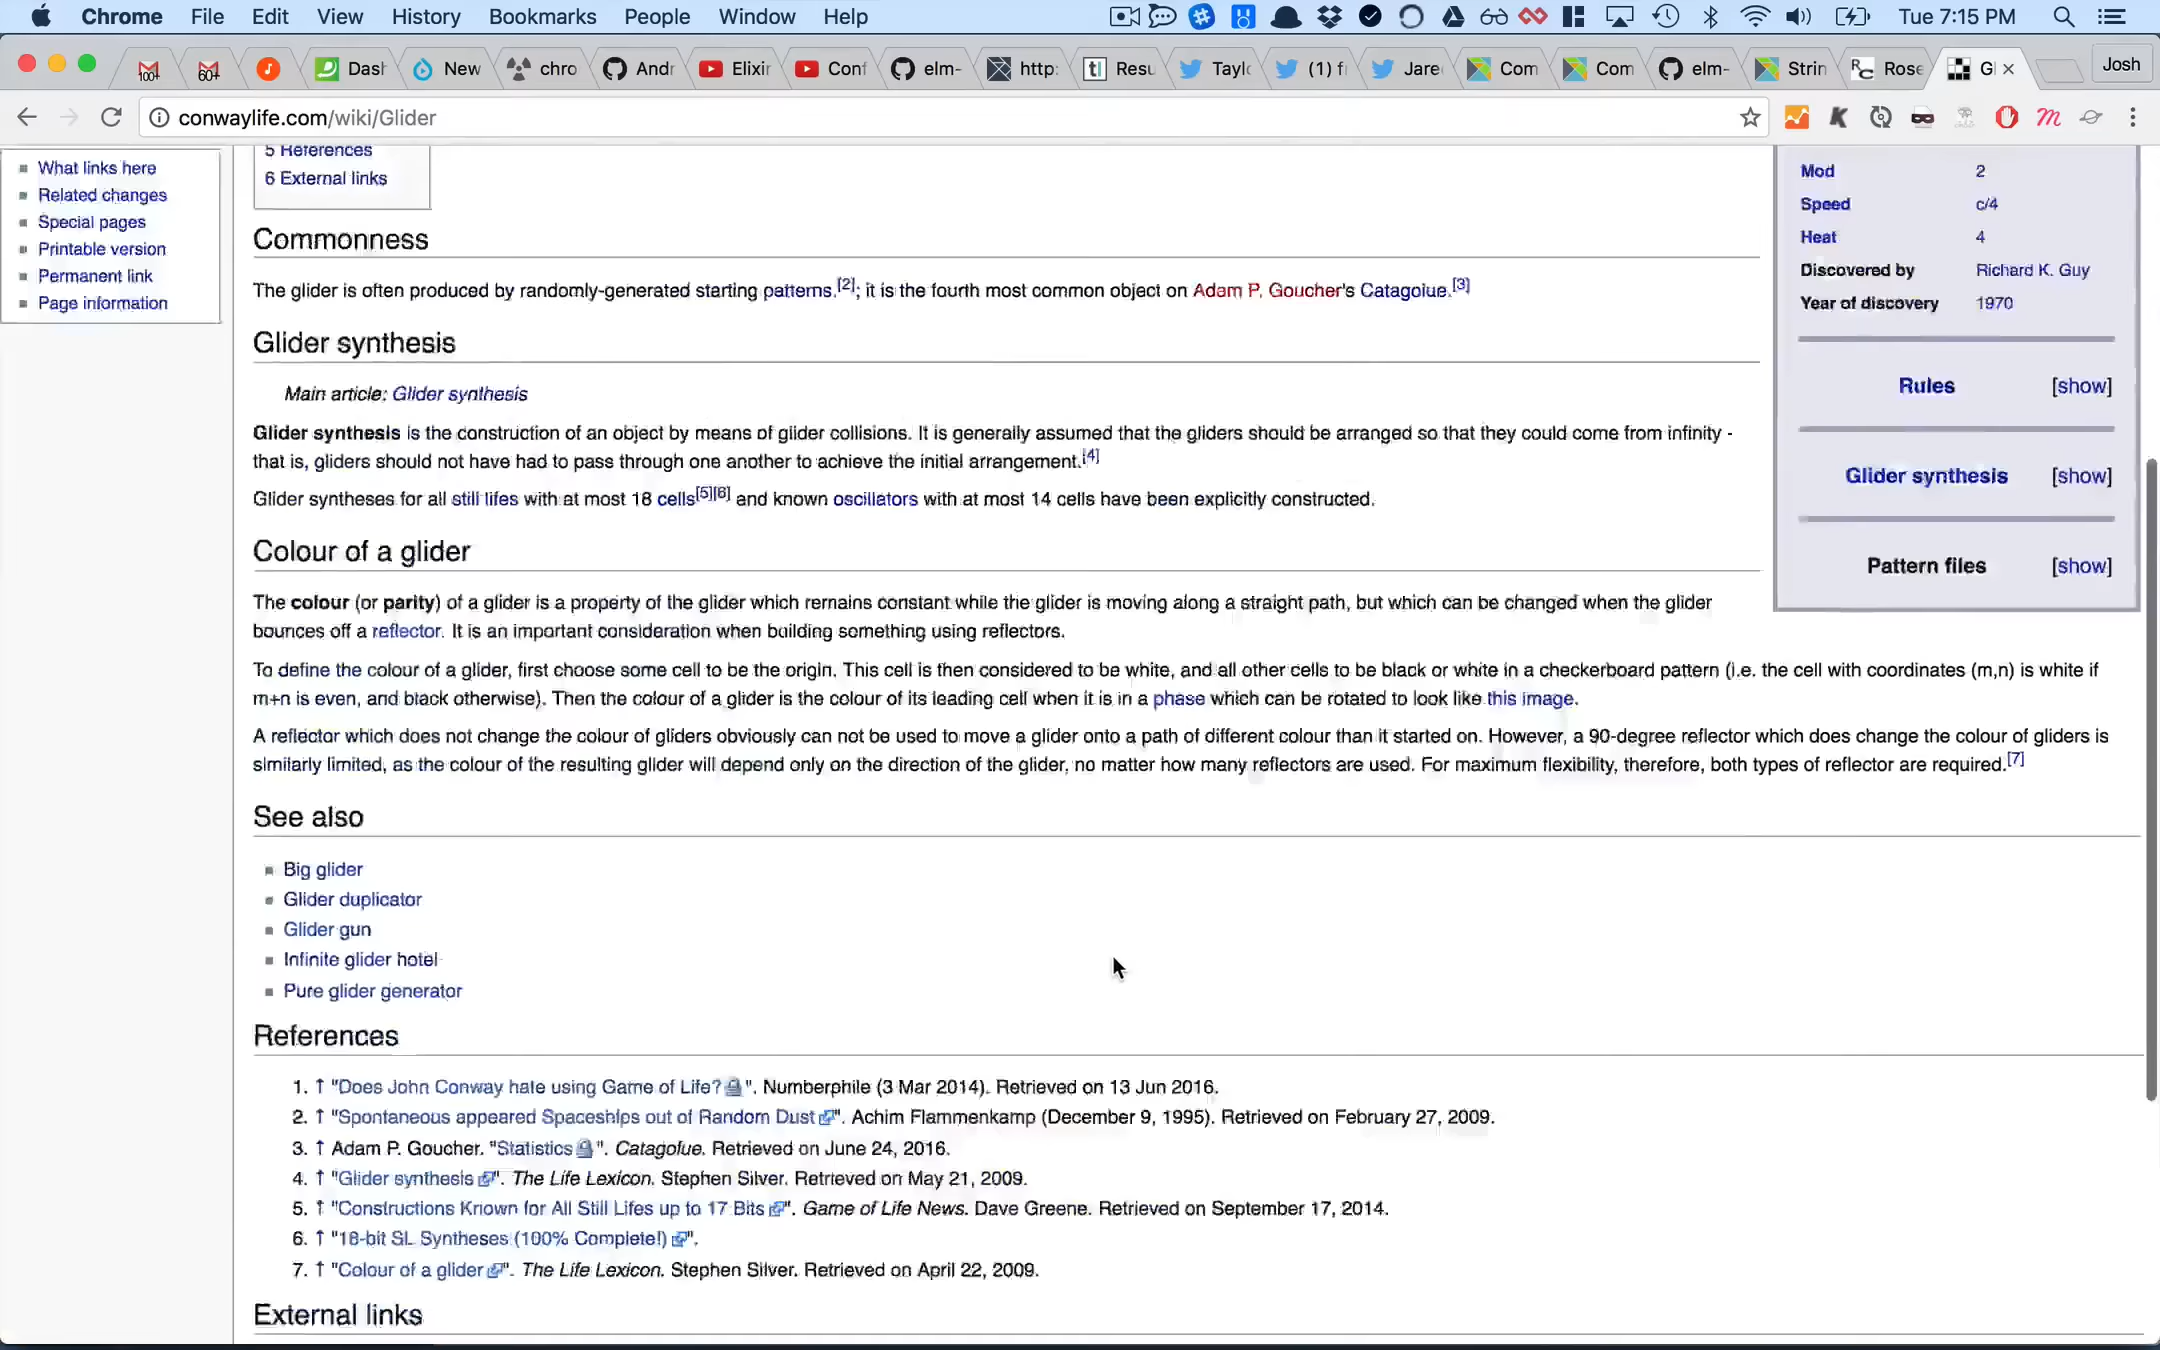 Chrome File Edit View History Bookmarks People Window Help Tue 7:15 PM
100+ 60+ Dash New chro Andr Elixir Conf elm- http: Resu Taylo (1) f Jare Com Com elm- Strin Rose Gl Josh
conwaylife.com/wiki/Glider
What links here
Related changes
Special pages
Printable version
Permanent link
Page information
5 References
6 External links
Commonness
The glider is often produced by randomly-generated starting patterns.[2]; it is the fourth most common object on Adam P. Goucher's Catagolue.[3]
Glider synthesis
Main article: Glider synthesis
Glider synthesis is the construction of an object by means of glider collisions. It is generally assumed that the gliders should be arranged so that they could come from infinity -
that is, gliders should not have had to pass through one another to achieve the initial arrangement.[4]
Glider syntheses for all still lifes with at most 18 cells[5][6] and known oscillators with at most 14 cells have been explicitly constructed.
Colour of a glider
The colour (or parity) of a glider is a property of the glider which remains constant while the glider is moving along a straight path, but which can be changed when the glider
bounces off a reflector. It is an important consideration when building something using reflectors.
To define the colour of a glider, first choose some cell to be the origin. This cell is then considered to be white, and all other cells to be black or white in a checkerboard pattern (i.e. the cell with coordinates (m,n) is white if
m+n is even, and black otherwise). Then the colour of a glider is the colour of its leading cell when it is in a phase which can be rotated to look like this image.
A reflector which does not change the colour of gliders obviously can not be used to move a glider onto a path of different colour than it started on. However, a 90-degree reflector which does change the colour of gliders is
similarly limited, as the colour of the resulting glider will depend only on the direction of the glider, no matter how many reflectors are used. For maximum flexibility, therefore, both types of reflector are required.[7]
See also
Big glider
Glider duplicator
Glider gun
Infinite glider hotel
Pure glider generator
References
1. ↑ "Does John Conway hate using Game of Life?". Numberphile (3 Mar 2014). Retrieved on 13 Jun 2016.
2. ↑ "Spontaneous appeared Spaceships out of Random Dust". Achim Flammenkamp (December 9, 1995). Retrieved on February 27, 2009.
3. ↑ Adam P. Goucher. "Statistics". Catagolue. Retrieved on June 24, 2016.
4. ↑ "Glider synthesis". The Life Lexicon. Stephen Silver. Retrieved on May 21, 2009.
5. ↑ "Constructions Known for All Still Lifes up to 17 Bits". Game of Life News. Dave Greene. Retrieved on September 17, 2014.
6. ↑ "18-bit SL Syntheses (100% Complete!)".
7. ↑ "Colour of a glider". The Life Lexicon. Stephen Silver. Retrieved on April 22, 2009.
External links
Mod 2
Speed c/4
Heat 4
Discovered by Richard K. Guy
Year of discovery 1970
Rules [show]
Glider synthesis [show]
Pattern files [show]